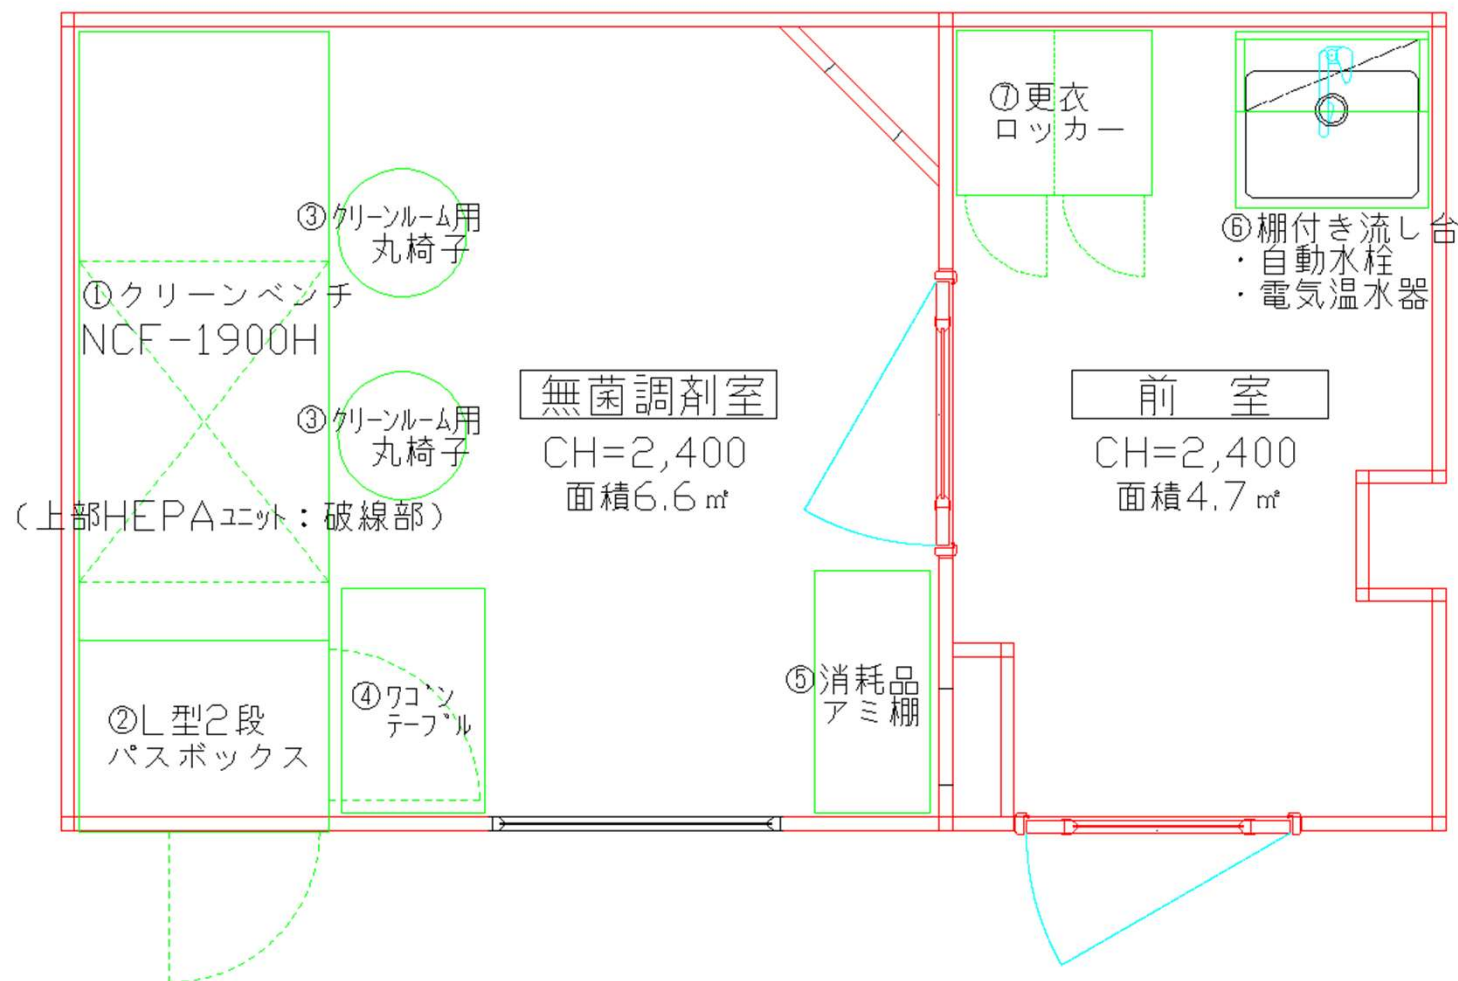 ⑦更衣
ロッカー
③クリーンルーム用
丸椅子
⑥棚付き流し台
・自動水栓
・電気温水器
①クリーンベンチ
NCF-1900H
③クリーンルーム用
丸椅子
無菌調剤室
CH=2,400
面積6.6㎡
前室
CH=2,400
面積4.7㎡
(上部HEPAユニット:破線部)
④ワゴン
テーブル
⑤消耗品
アミ棚
②L型2段
パスボックス